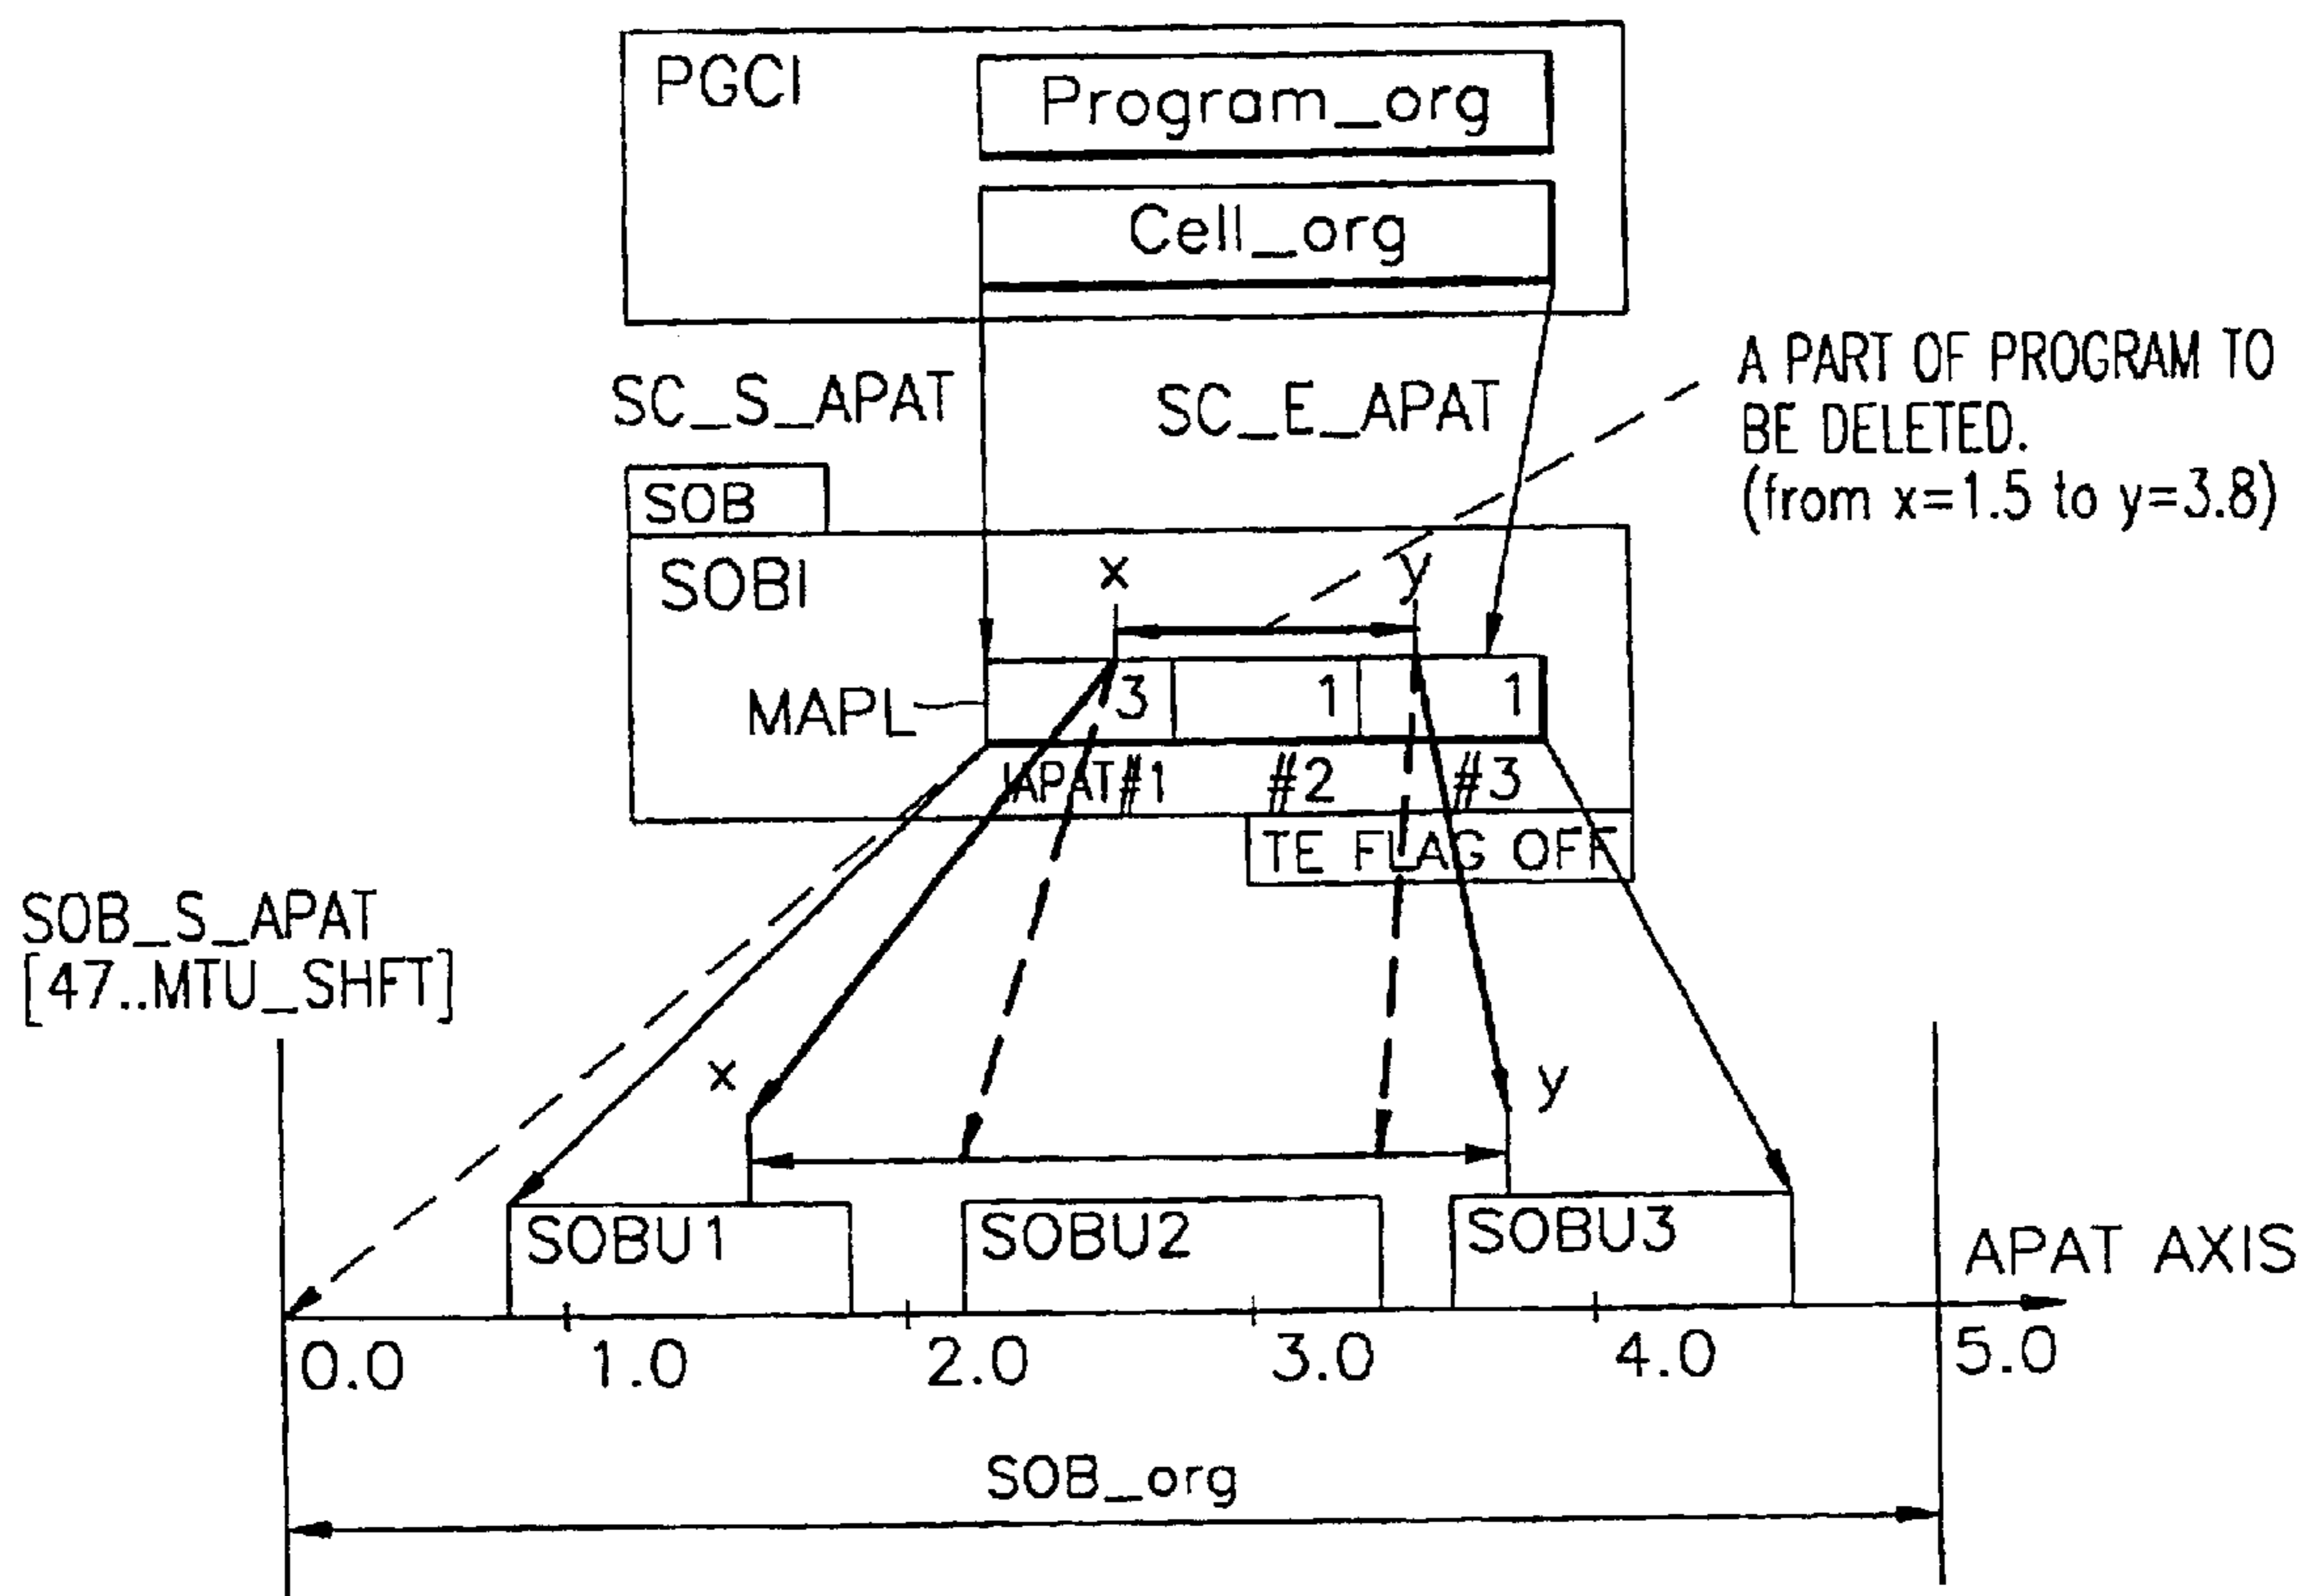 PGCI
Program_org
Cell_org
SC_S_APAT
SC_E_APAT
A PART OF PROGRAM TO
BE DELETED.
(from x=1.5 to y=3.8)
SOB
SOBI
x
y
MAPL
3
1
1
IAPAT#1
#2
#3
TE FLAG OFF
SOB_S_APAT
[47..MTU_SHFT]
x
y
SOBU1
SOBU2
SOBU3
APAT AXIS
0.0
1.0
2.0
3.0
4.0
5.0
SOB_org